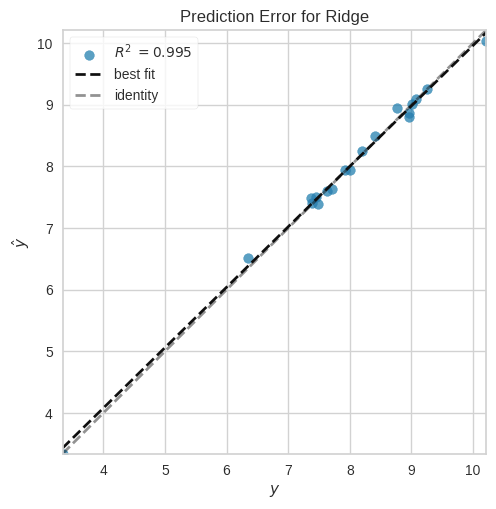 Prediction Error for Ridge
R² = 0.995
best fit
identity
10
9
8
7
6
5
4
ŷ
4 5 6 7 8 9 10
y